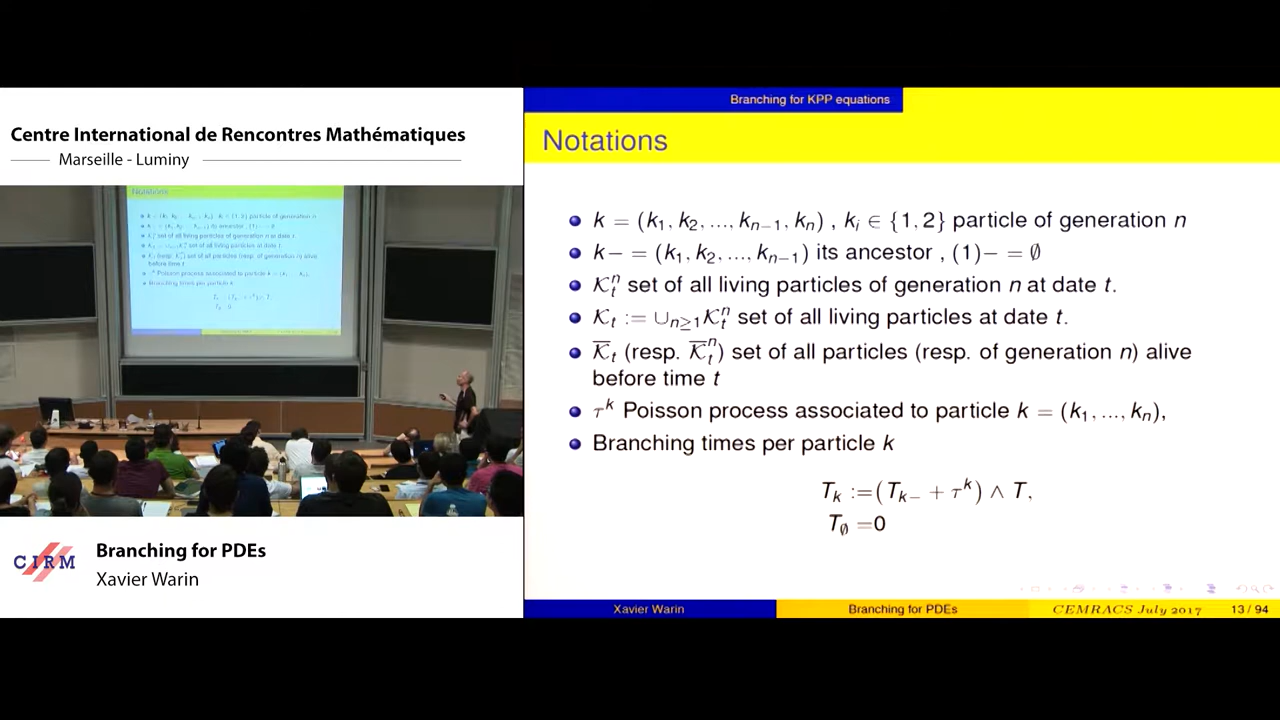 Centre International de Rencontres Mathématiques
Marseille - Luminy
CIRM
Branching for PDEs
Xavier Warin
Branching for KPP equations
Notations
k = (k₁, k₂, ..., kₙ₋₁, kₙ) , kᵢ ∈ {1, 2} particle of generation n
k− = (k₁, k₂, ..., kₙ₋₁) its ancestor , (1)− = ∅
𝒦ₜⁿ set of all living particles of generation n at date t.
𝒦ₜ := ∪ₙ≥₁𝒦ₜⁿ set of all living particles at date t.
𝒦̅ₜ (resp. 𝒦̅ₜⁿ) set of all particles (resp. of generation n) alive
before time t
τᵏ Poisson process associated to particle k = (k₁, ..., kₙ),
Branching times per particle k
Tₖ :=(Tₖ₋ + τᵏ) ∧ T,
T_∅ =0
Xavier Warin
Branching for PDEs
CEMRACS July 2017
13 / 94